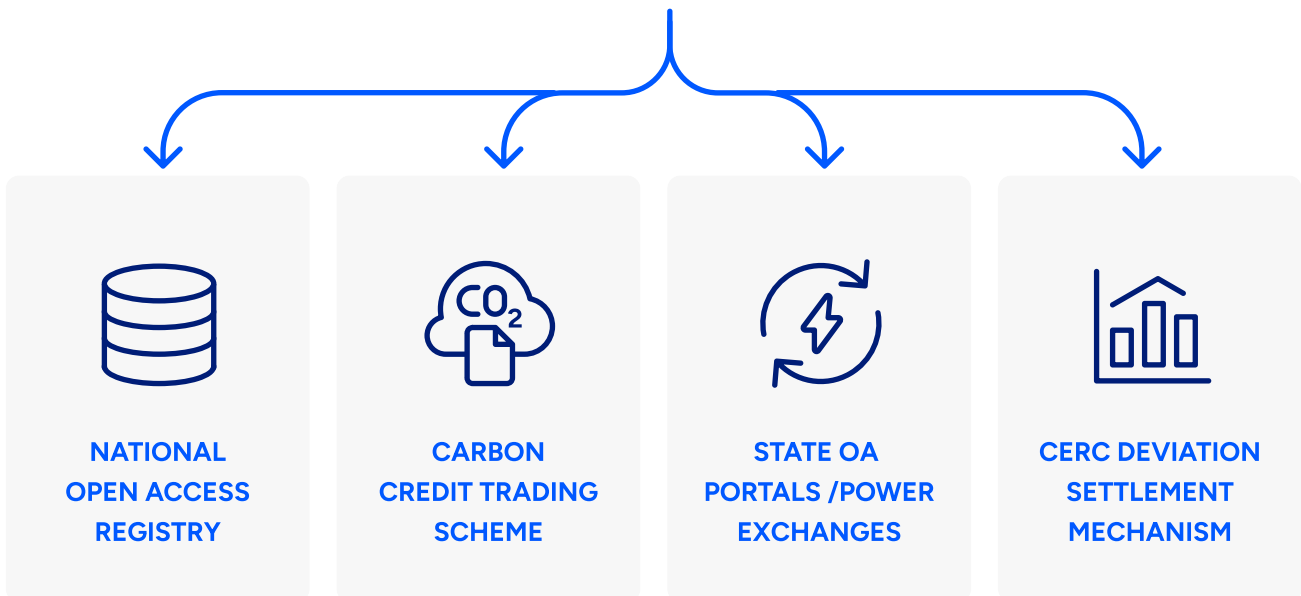 CO2
NATIONAL
OPEN ACCESS
REGISTRY
CARBON
CREDIT TRADING
SCHEME
STATE OA
PORTALS /POWER
EXCHANGES
CERC DEVIATION
SETTLEMENT
MECHANISM